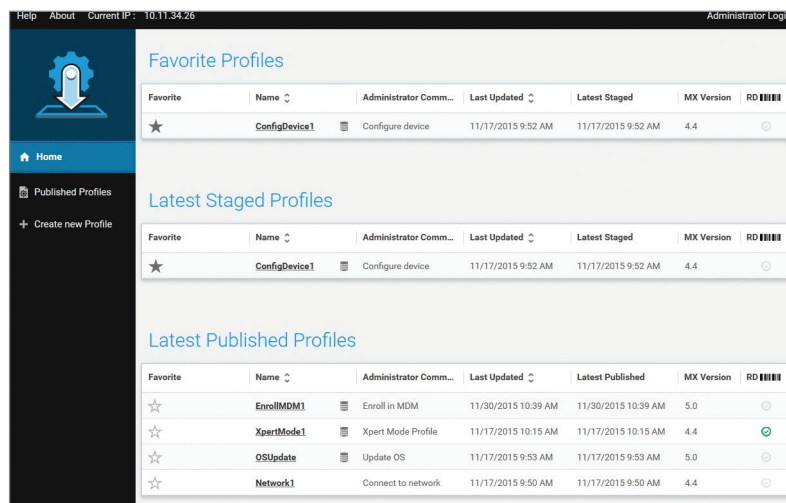 Help About Current IP : 10.11.34.26 Administrator Logi
Home
Published Profiles
Create new Profile
Favorite Profiles
Favorite Name Administrator Comm... Last Updated Latest Staged MX Version RD
ConfigDevice1 Configure device 11/17/2015 9:52 AM 11/17/2015 9:52 AM 4.4
Latest Staged Profiles
Favorite Name Administrator Comm... Last Updated Latest Staged MX Version RD
ConfigDevice1 Configure device 11/17/2015 9:52 AM 11/17/2015 9:52 AM 4.4
Latest Published Profiles
Favorite Name Administrator Comm... Last Updated Latest Published MX Version RD
EnrollMDM1 Enroll in MDM 11/30/2015 10:39 AM 11/30/2015 10:39 AM 5.0
XpertMode1 Xpert Mode Profile 11/17/2015 10:15 AM 11/17/2015 10:15 AM 4.4
OSUpdate Update OS 11/17/2015 9:53 AM 11/17/2015 9:53 AM 5.0
Network1 Connect to network 11/17/2015 9:50 AM 11/17/2015 9:50 AM 4.4